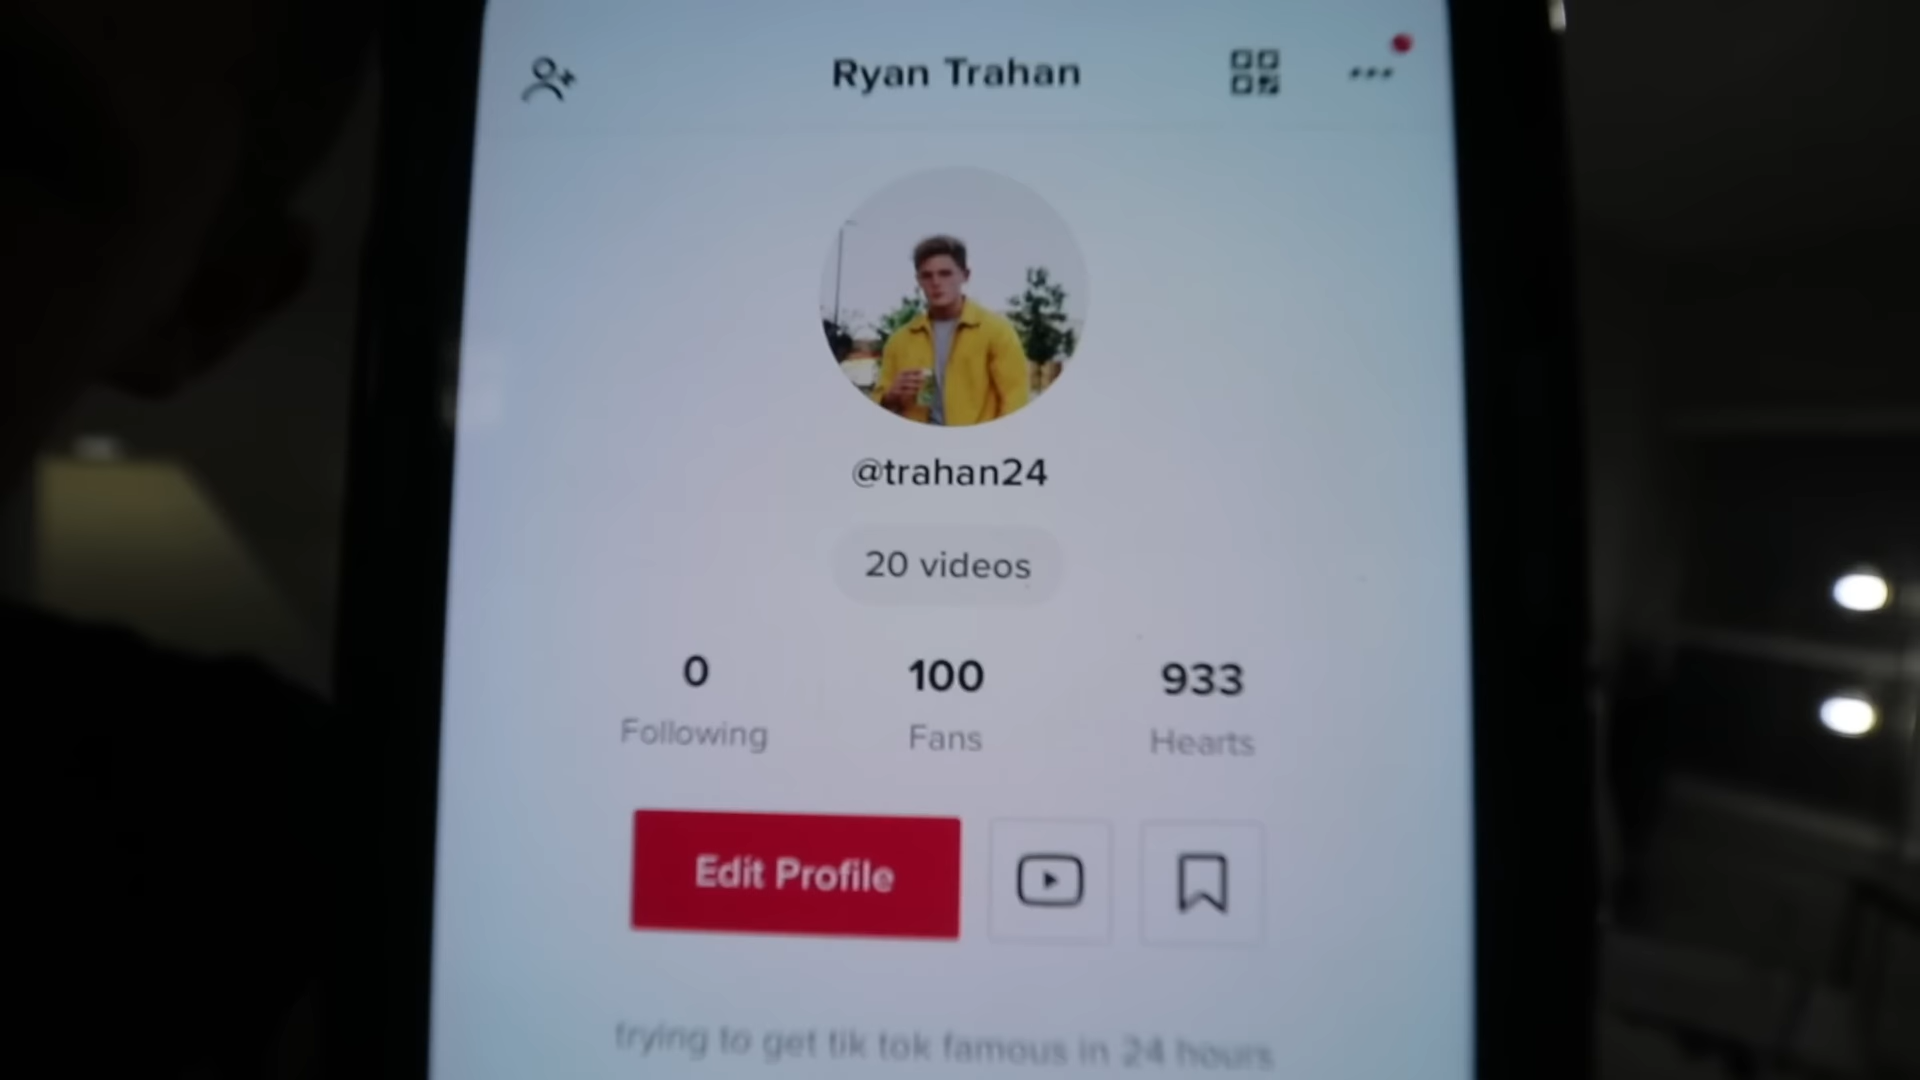 Ryan Trahan
@trahan24
20 videos
0 100 933
Following Fans Hearts
Edit Profile
trying to get tik tok famous in 24 hours